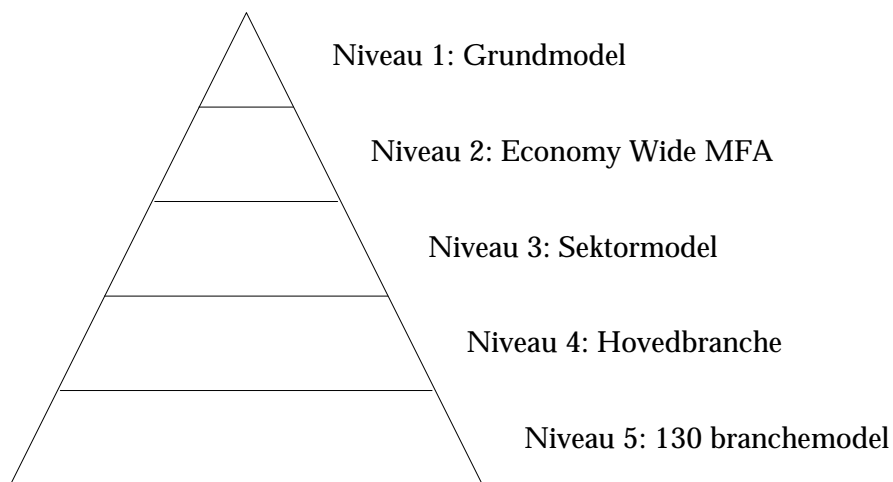 Niveau 1: Grundmodel
Niveau 2: Economy Wide MFA
Niveau 3: Sektormodel
Niveau 4: Hovedbranche
Niveau 5: 130 branchemodel